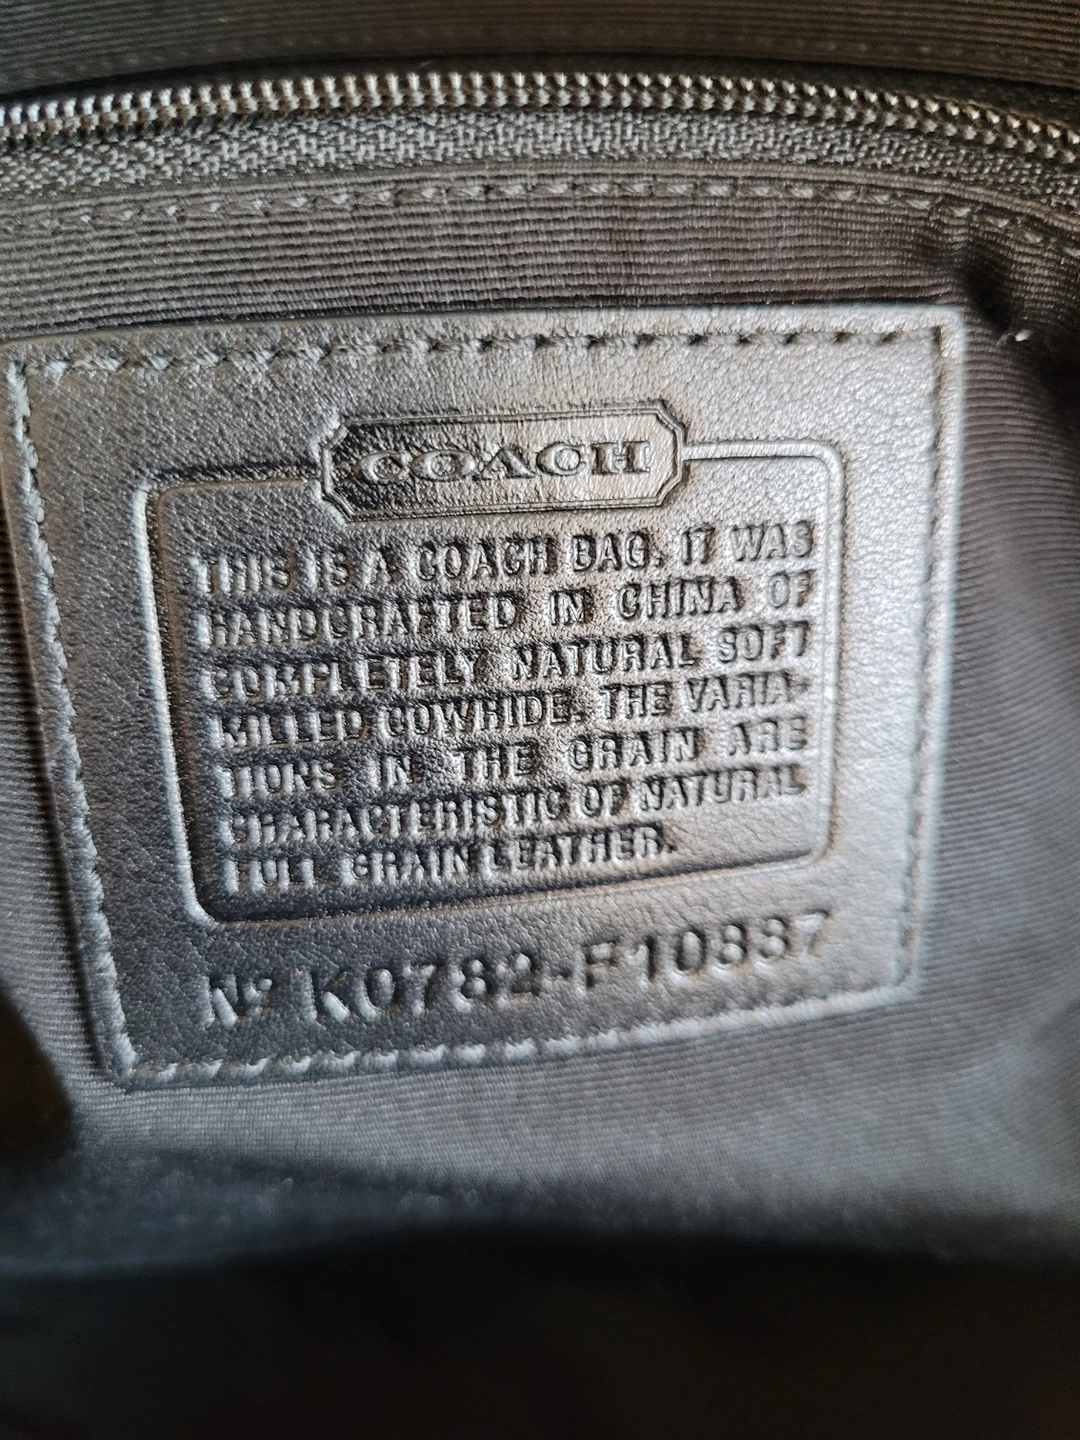 COACH
THIS IS A COACH BAG. IT WAS
HANDCRAFTED IN CHINA OF
COMPLETELY NATURAL SOFT
MILLED COWHIDE. THE VARIA-
TIONS IN THE GRAIN ARE
CHARACTERISTIC OF NATURAL
FULL GRAIN LEATHER.
Nº K0782-F10887